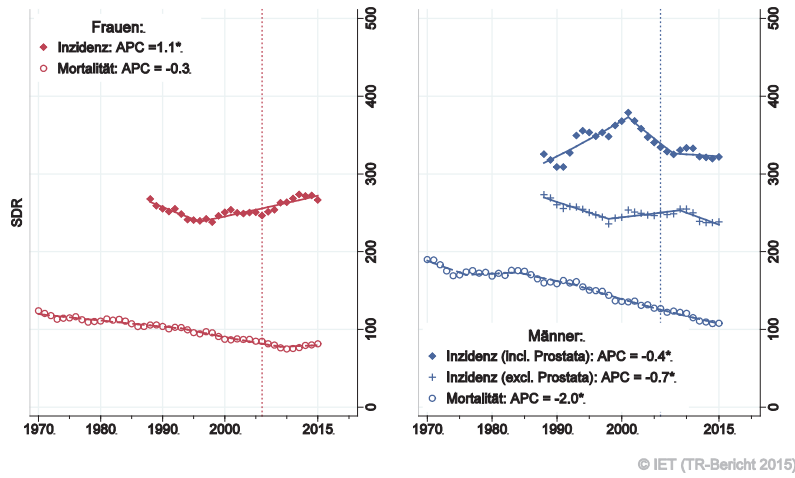 Frauen:.
Inzidenz: APC =1.1*.
Mortalität: APC = -0.3.
SDR
500
400
300
200
100
0
1970.
1980.
1990.
2000.
2015.
500
400
300
200
100
0
Männer:.
Inzidenz (incl. Prostata): APC = -0.4*.
Inzidenz (excl. Prostata): APC = -0.7*.
Mortalität: APC = -2.0*.
1970.
1980.
1990.
2000.
2015.
© IET (TR-Bericht 2015)